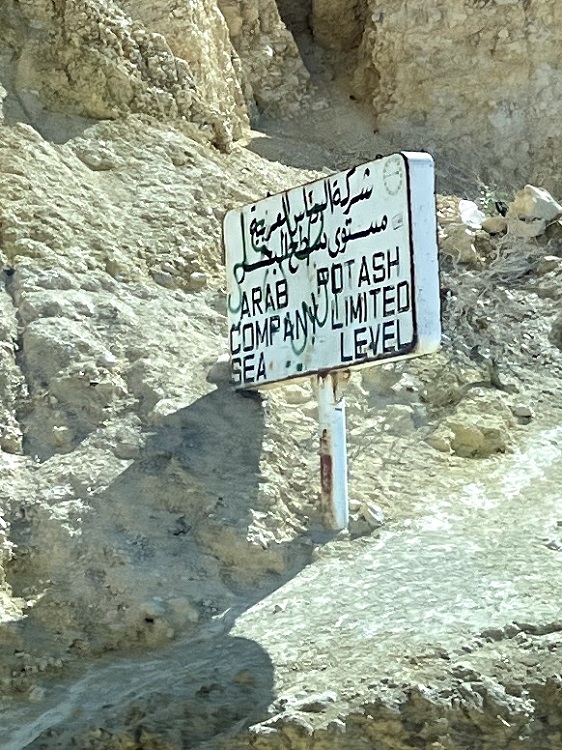 شركة البوتاس العربية
مستوى سطح البحر
ARAB POTASH
COMPANY LIMITED
SEA LEVEL